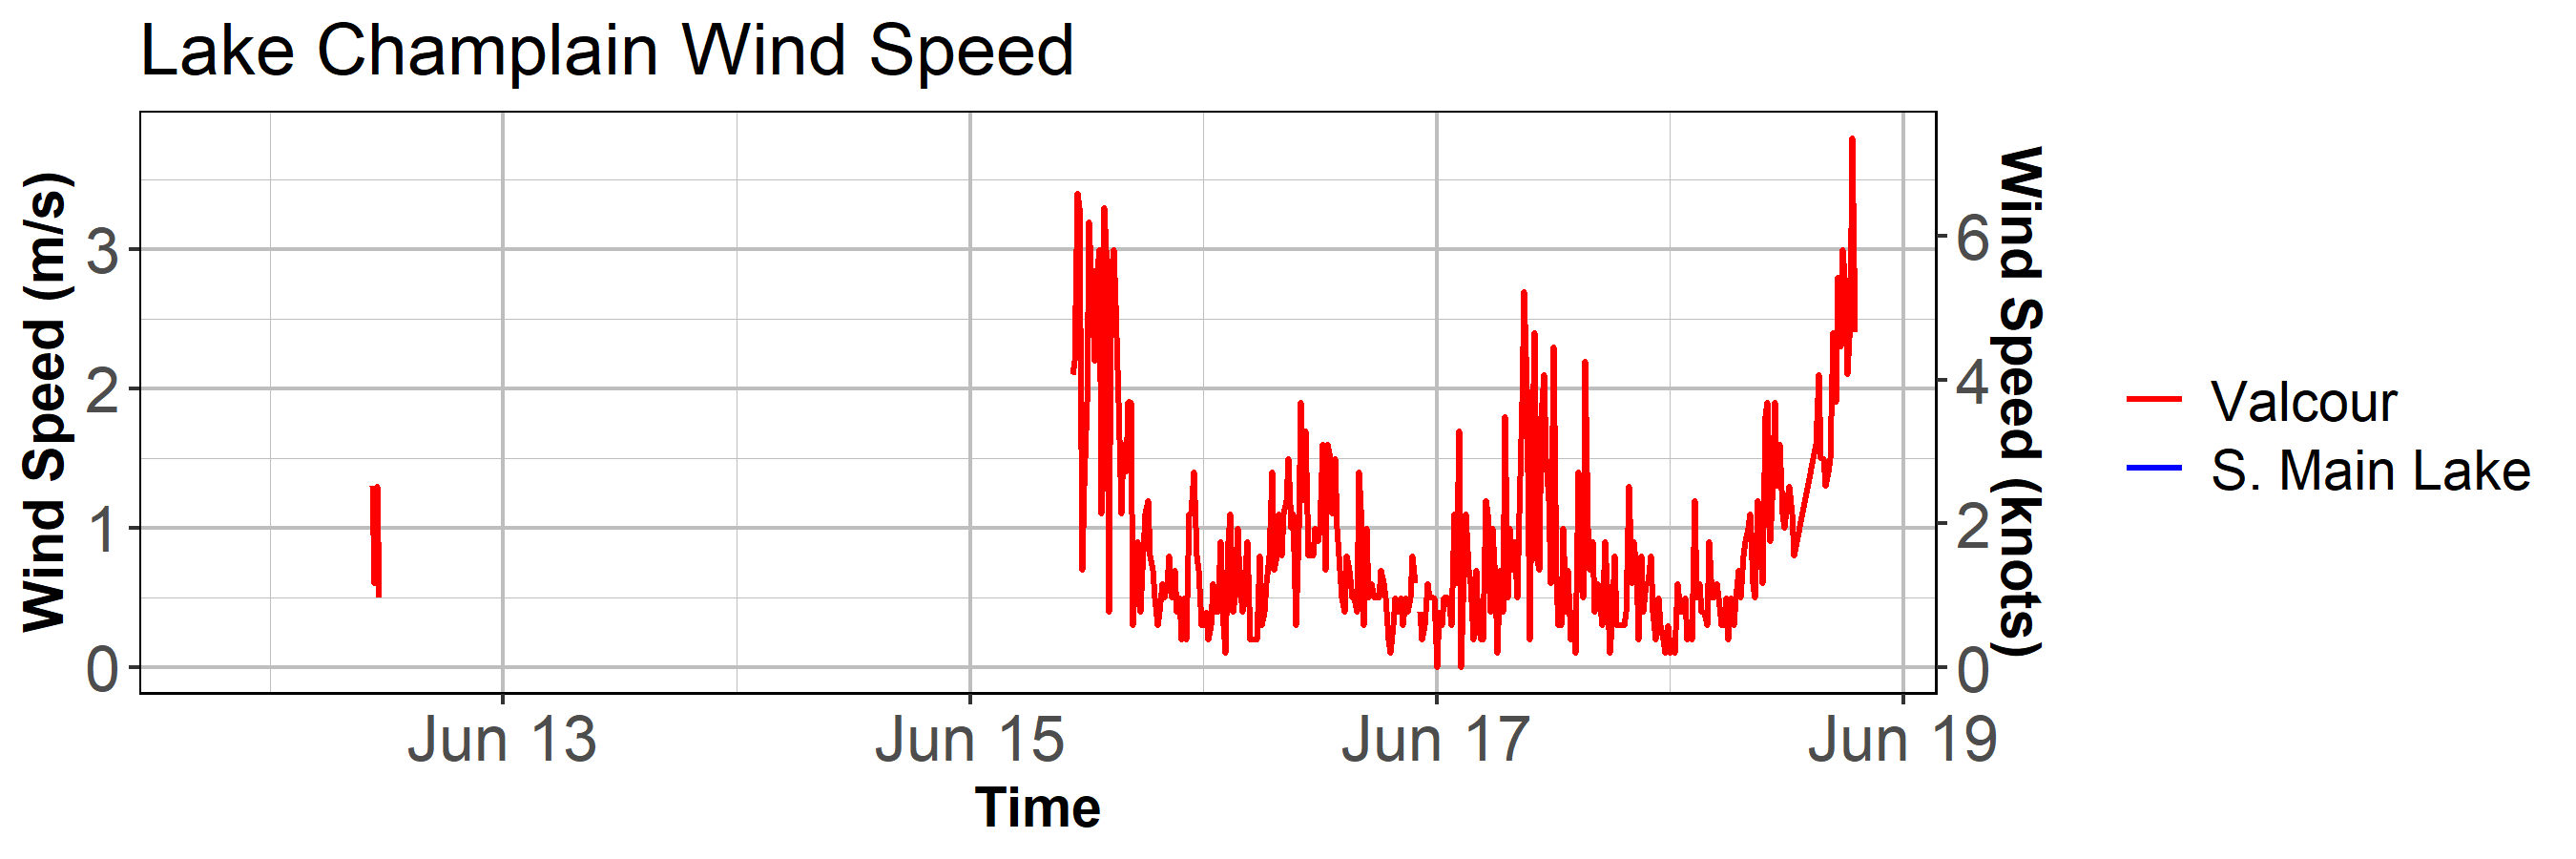 Lake Champlain Wind Speed
Wind Speed (m/s)
3
2
1
0
6
4
2
0
Wind Speed (knots)
Jun 13
Jun 15
Jun 17
Jun 19
Time
Valcour
S. Main Lake